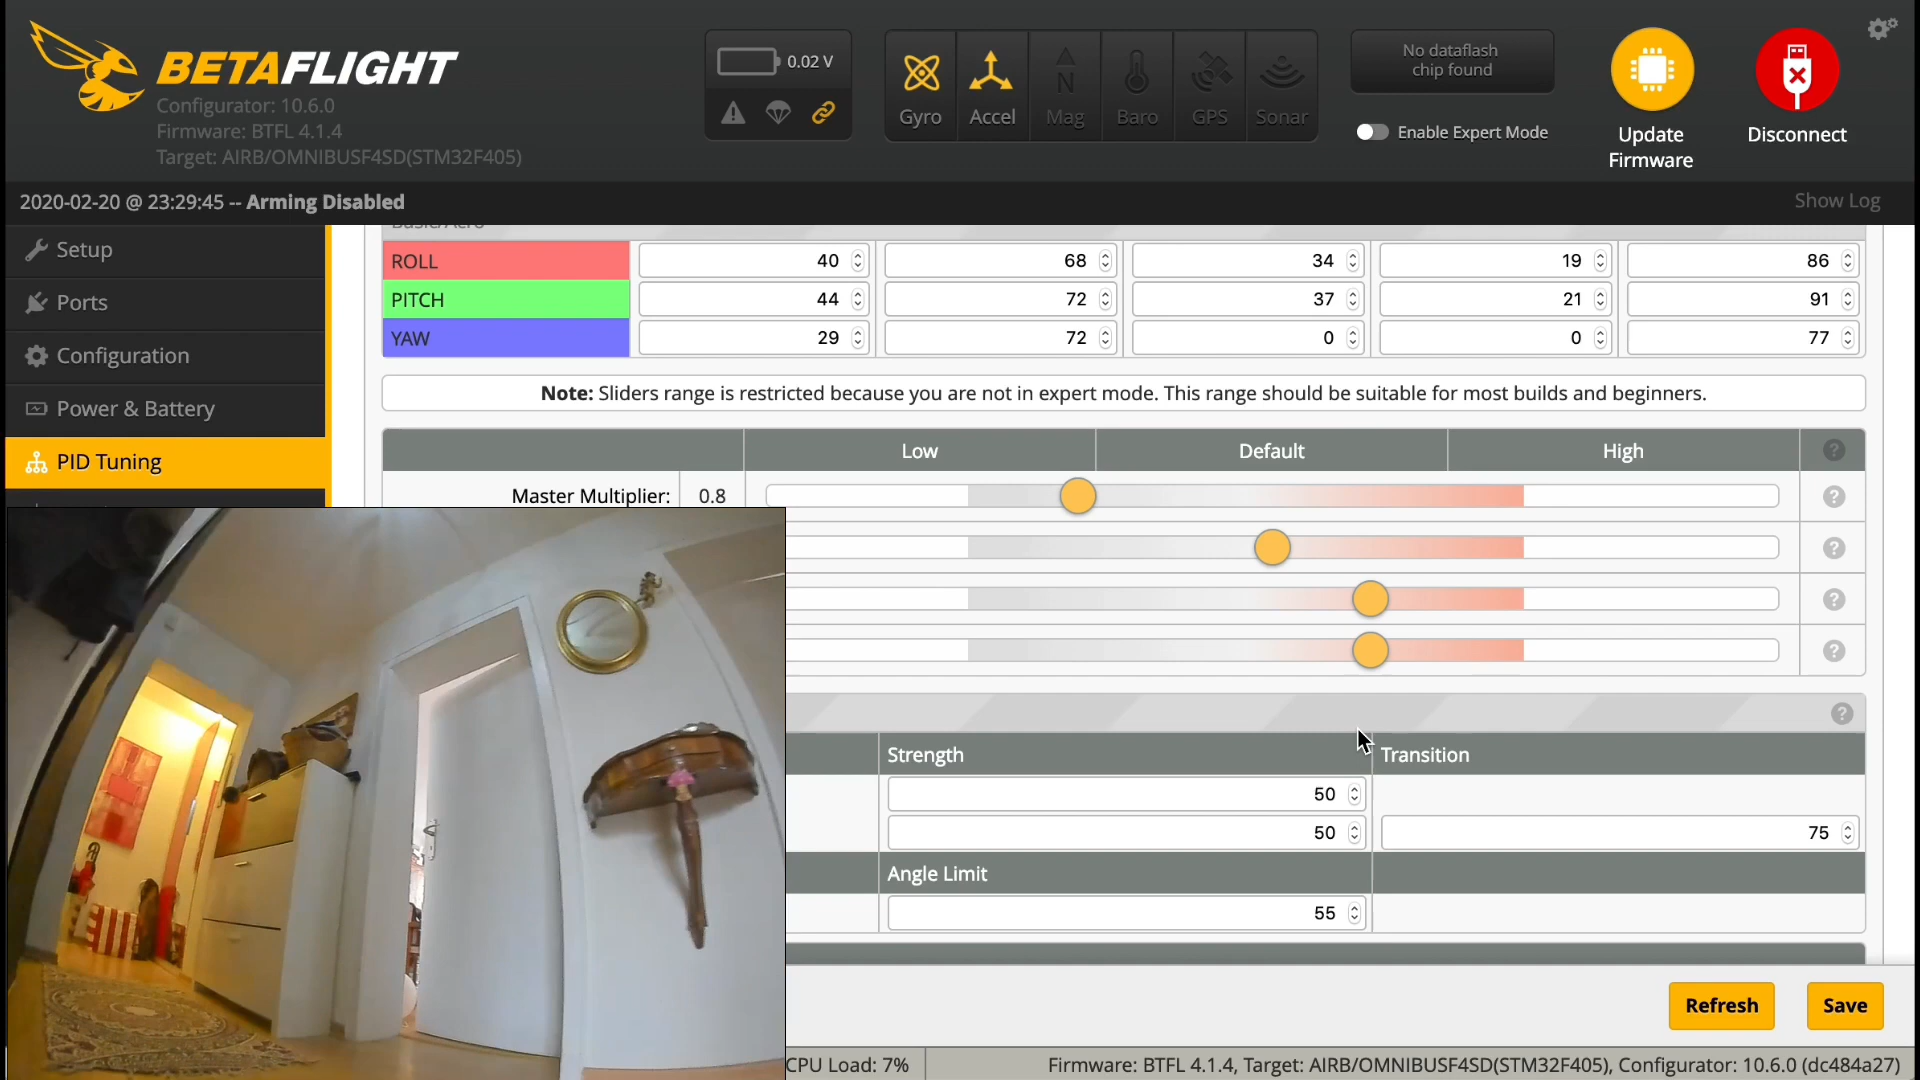 BETAFLIGHT
Configurator: 10.6.0
Firmware: BTFL 4.1.4
Target: AIRB/OMNIBUSF4SD(STM32F405)
0.02 V
Gyro
Accel
Mag
Baro
GPS
Sonar
No dataflash
chip found
Enable Expert Mode
Update
Firmware
Disconnect
2020-02-20 @ 23:29:45 -- Arming Disabled
Show Log
Setup
Ports
Configuration
Power & Battery
PID Tuning
Basic/Acro
ROLL 40 68 34 19 86
PITCH 44 72 37 21 91
YAW 29 72 0 0 77
Note: Sliders range is restricted because you are not in expert mode. This range should be suitable for most builds and beginners.
Low Default High ?
Master Multiplier: 0.8 ?
?
?
?
?
Strength Transition
50
50 75
Angle Limit
55
Refresh Save
CPU Load: 7%
Firmware: BTFL 4.1.4, Target: AIRB/OMNIBUSF4SD(STM32F405), Configurator: 10.6.0 (dc484a27)